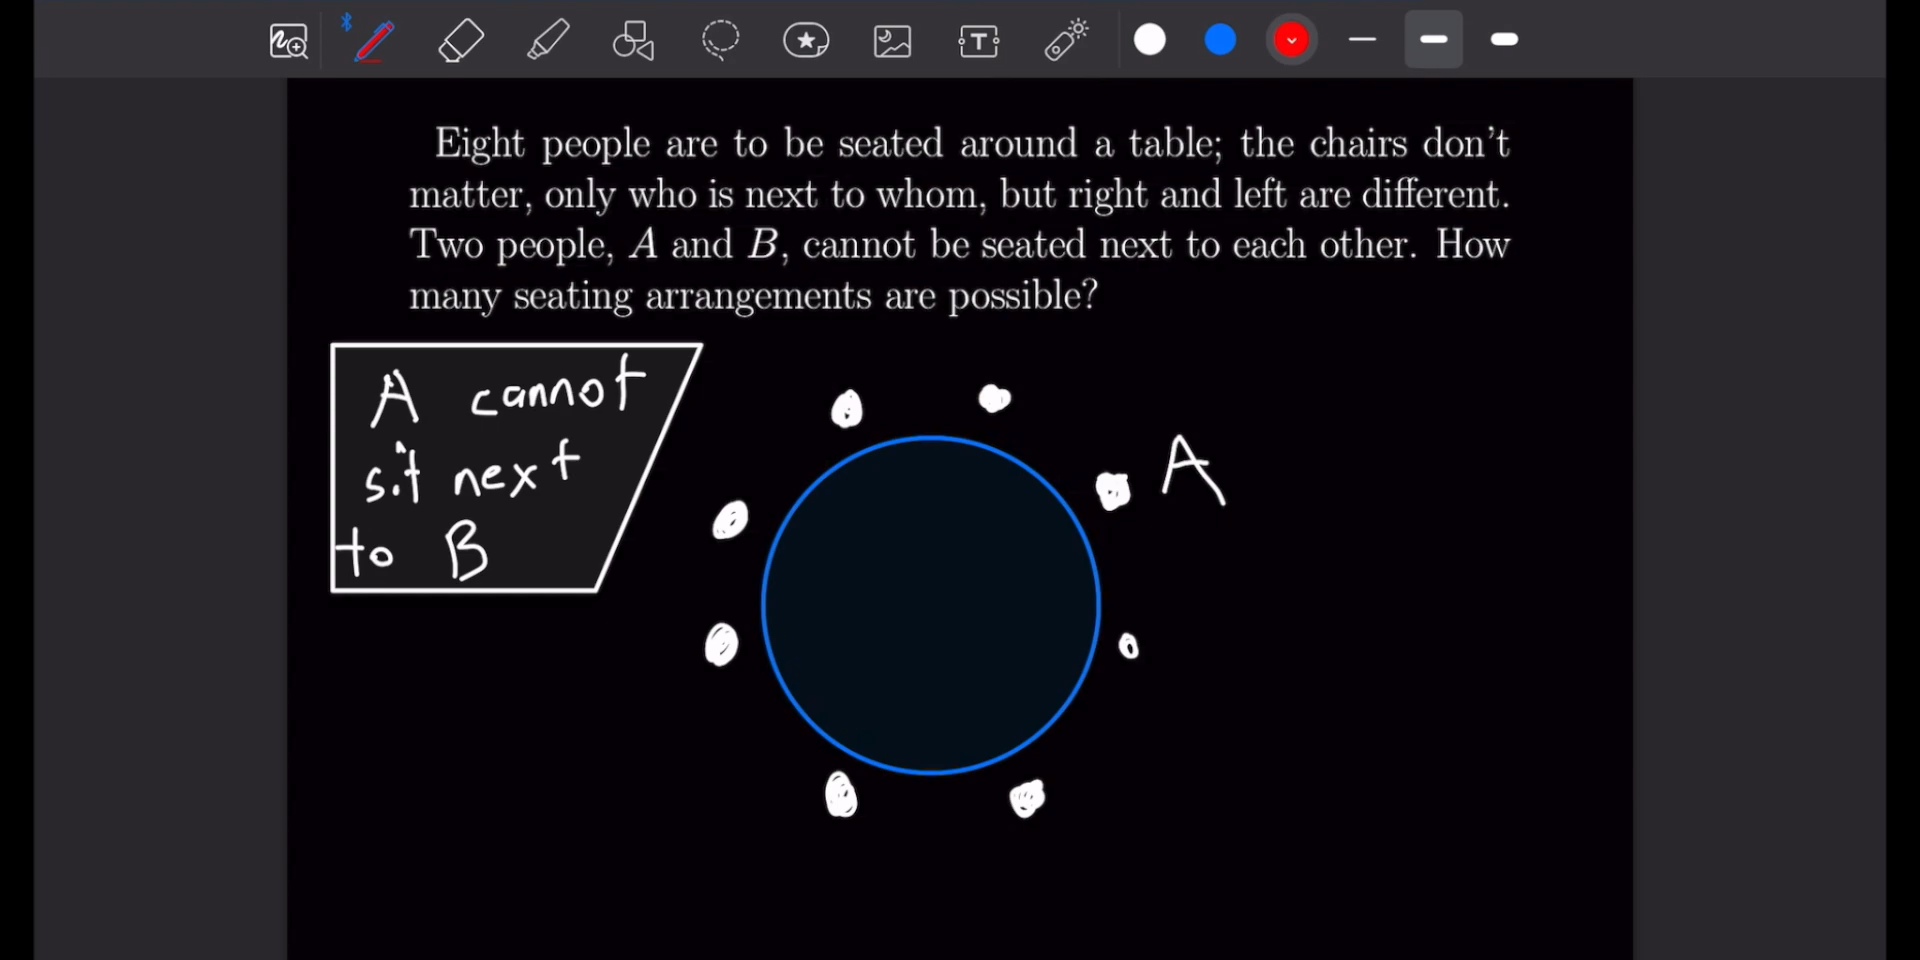 Eight people are to be seated around a table; the chairs don't
matter, only who is next to whom, but right and left are different.
Two people, A and B, cannot be seated next to each other. How
many seating arrangements are possible?
A cannot
sit next
to B
A